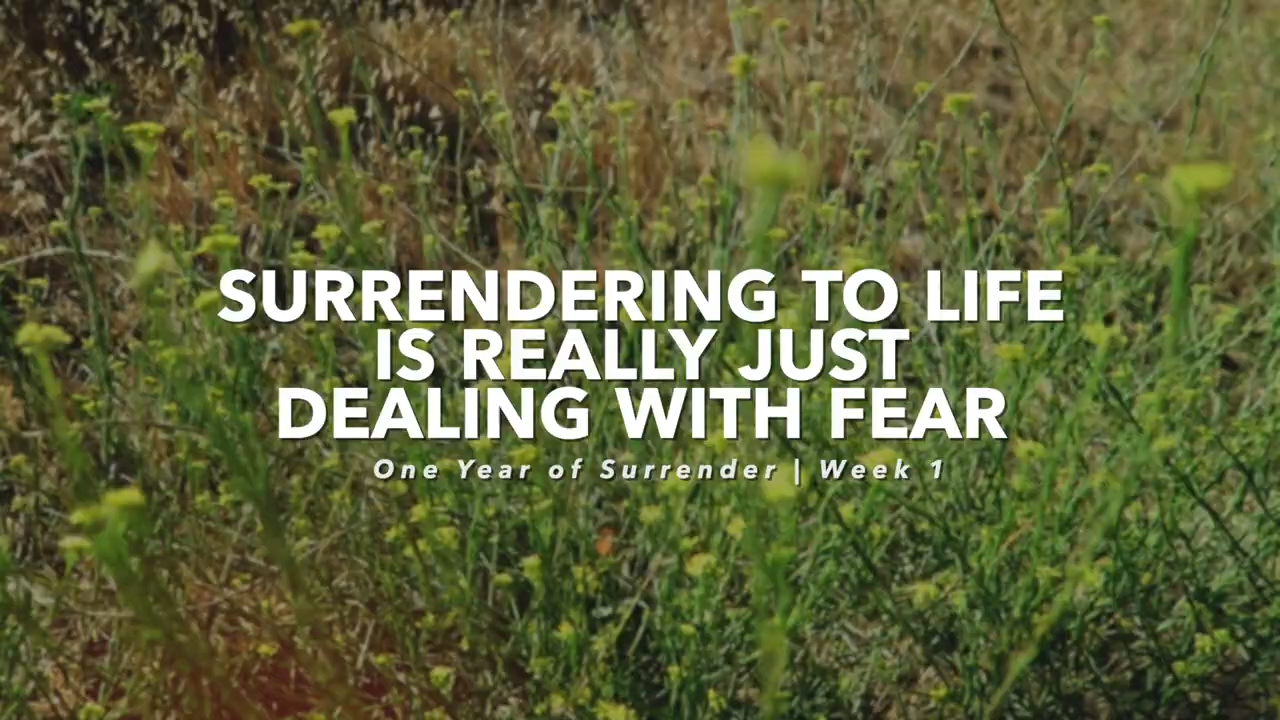 SURRENDERING TO LIFE
IS REALLY JUST
DEALING WITH FEAR
One Year of Surrender | Week 1